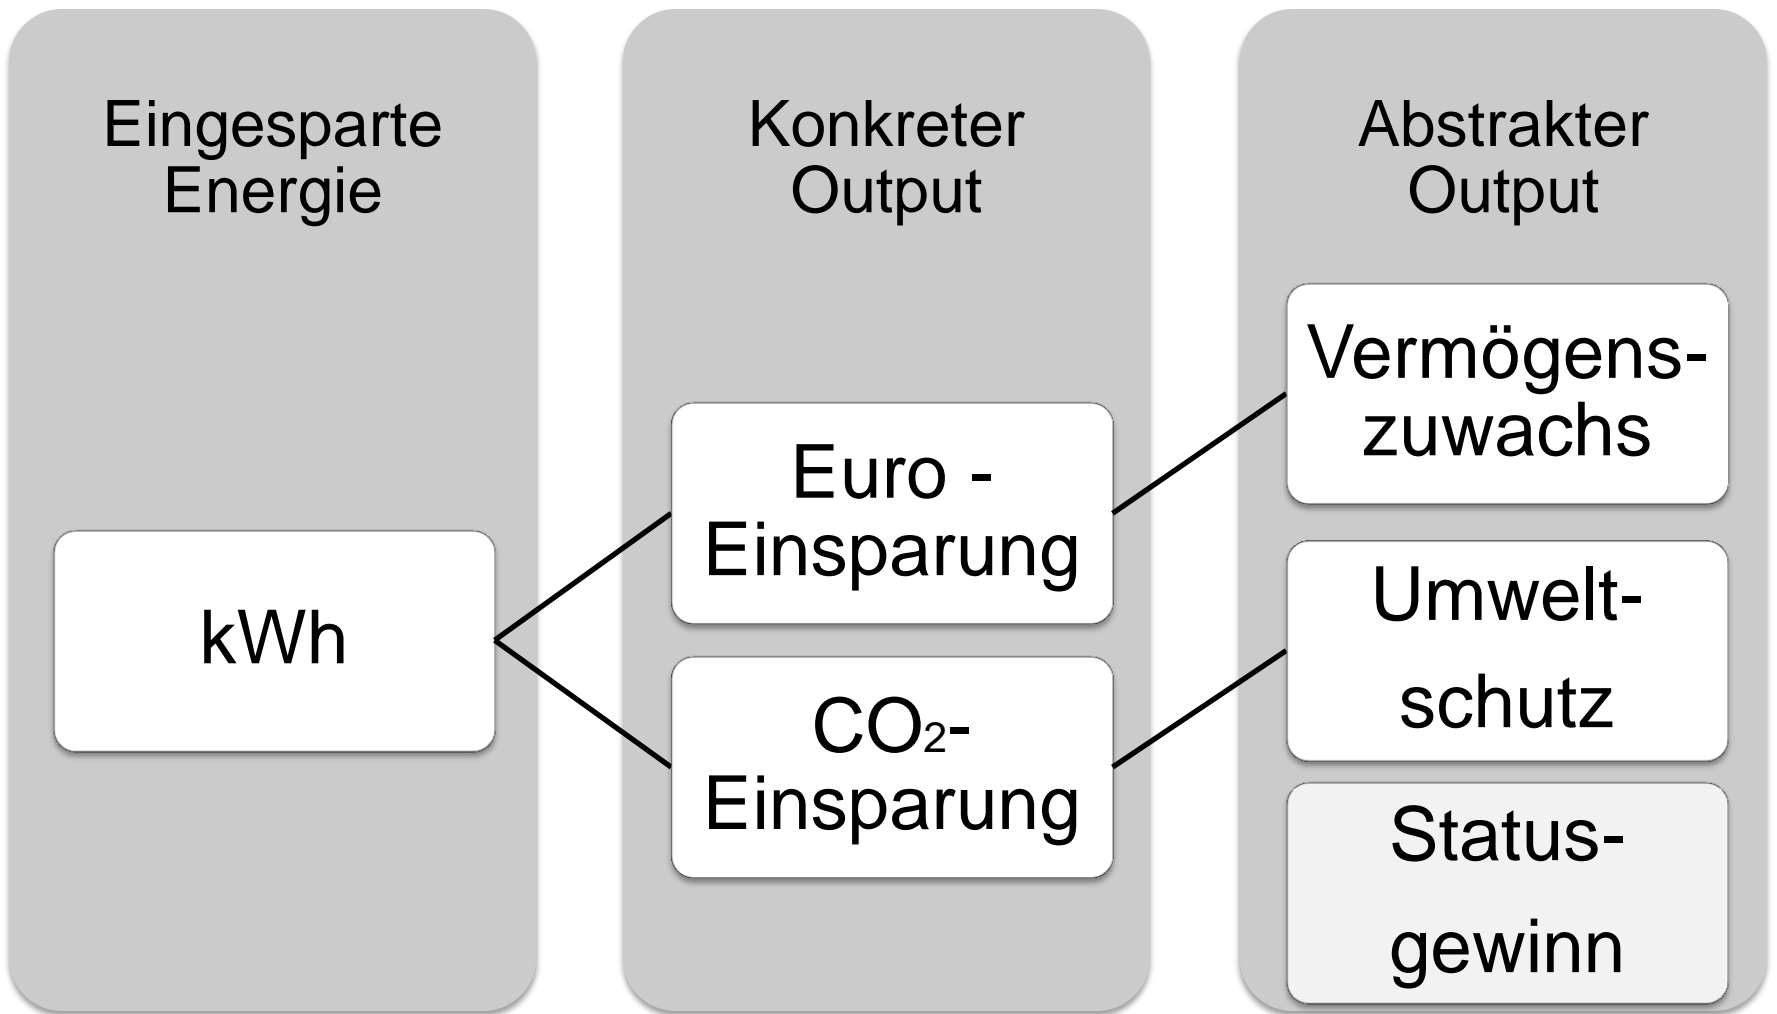 Eingesparte
Energie
kWh
Konkreter
Output
Euro -
Einsparung
CO₂-
Einsparung
Abstrakter
Output
Vermögens-
zuwachs
Umwelt-
schutz
Status-
gewinn